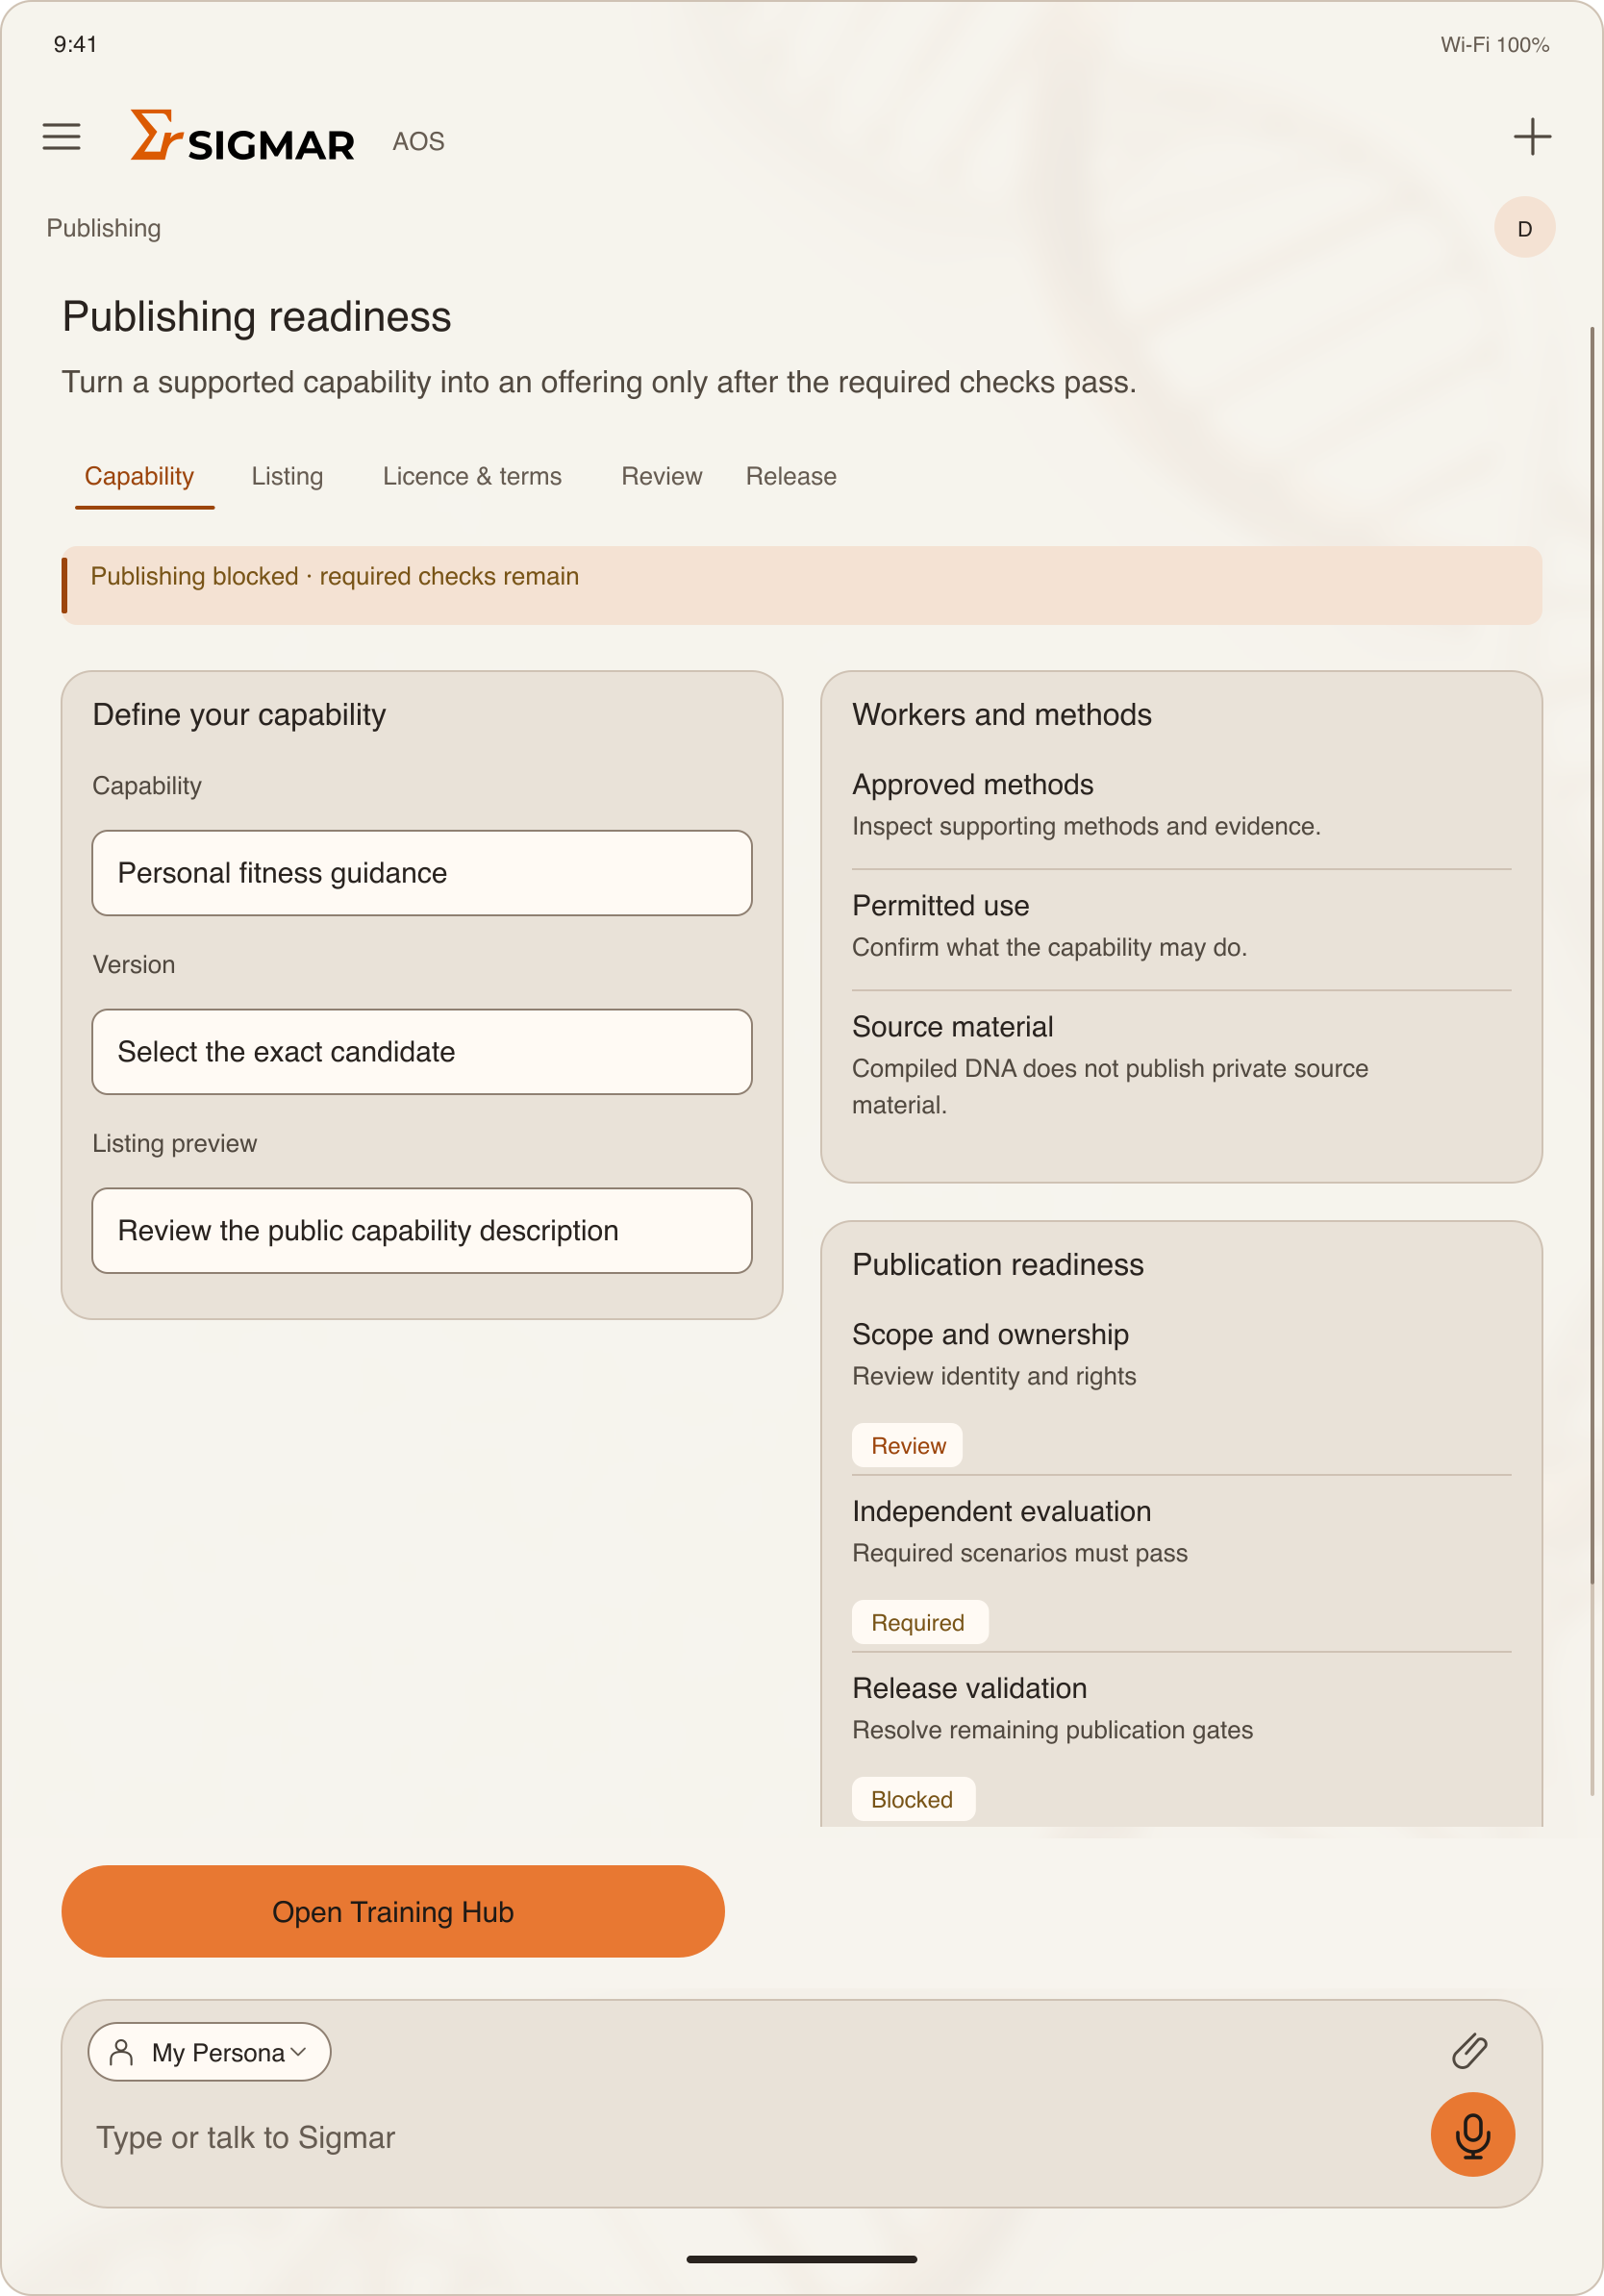 9:41
Wi-Fi 100%
Σr SIGMAR AOS
Publishing
D
Publishing readiness
Turn a supported capability into an offering only after the required checks pass.
Capability Listing Licence & terms Review Release
Publishing blocked · required checks remain
Define your capability
Capability
Personal fitness guidance
Version
Select the exact candidate
Listing preview
Review the public capability description
Workers and methods
Approved methods
Inspect supporting methods and evidence.
Permitted use
Confirm what the capability may do.
Source material
Compiled DNA does not publish private source
material.
Publication readiness
Scope and ownership
Review identity and rights
Review
Independent evaluation
Required scenarios must pass
Required
Release validation
Resolve remaining publication gates
Blocked
Open Training Hub
My Persona
Type or talk to Sigmar